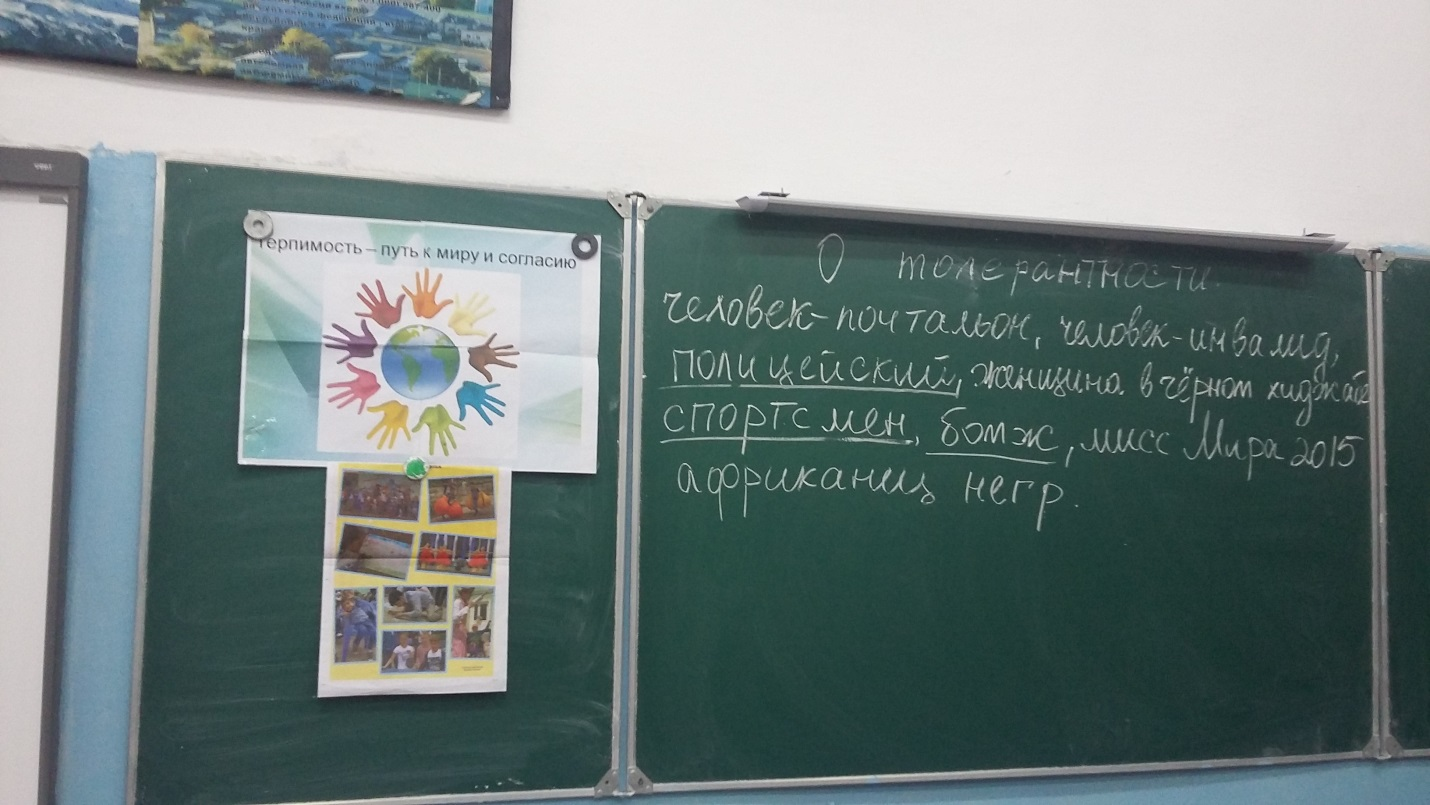 терпимость – путь к миру и согласию
О толерантности.
человек-почтальон, человек-инвалид,
полицейский, женщина в чёрном хиджабе
спортсмен, бомж, мисс Мира 2015
африканец негр.